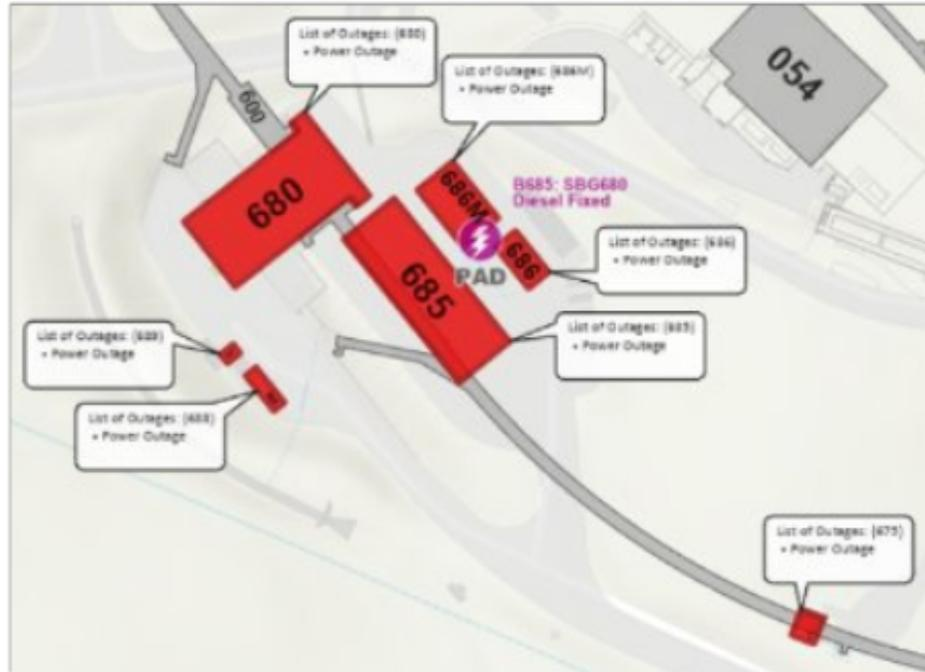 List of Outages: (680)
• Power Outage
List of Outages: (686M)
• Power Outage
054
600
680
686M
B685: SBG680
Diesel Fixed
686
PAD
List of Outages: (686)
• Power Outage
685
List of Outages: (685)
• Power Outage
List of Outages: (689)
• Power Outage
List of Outages: (688)
• Power Outage
List of Outages: (675)
• Power Outage